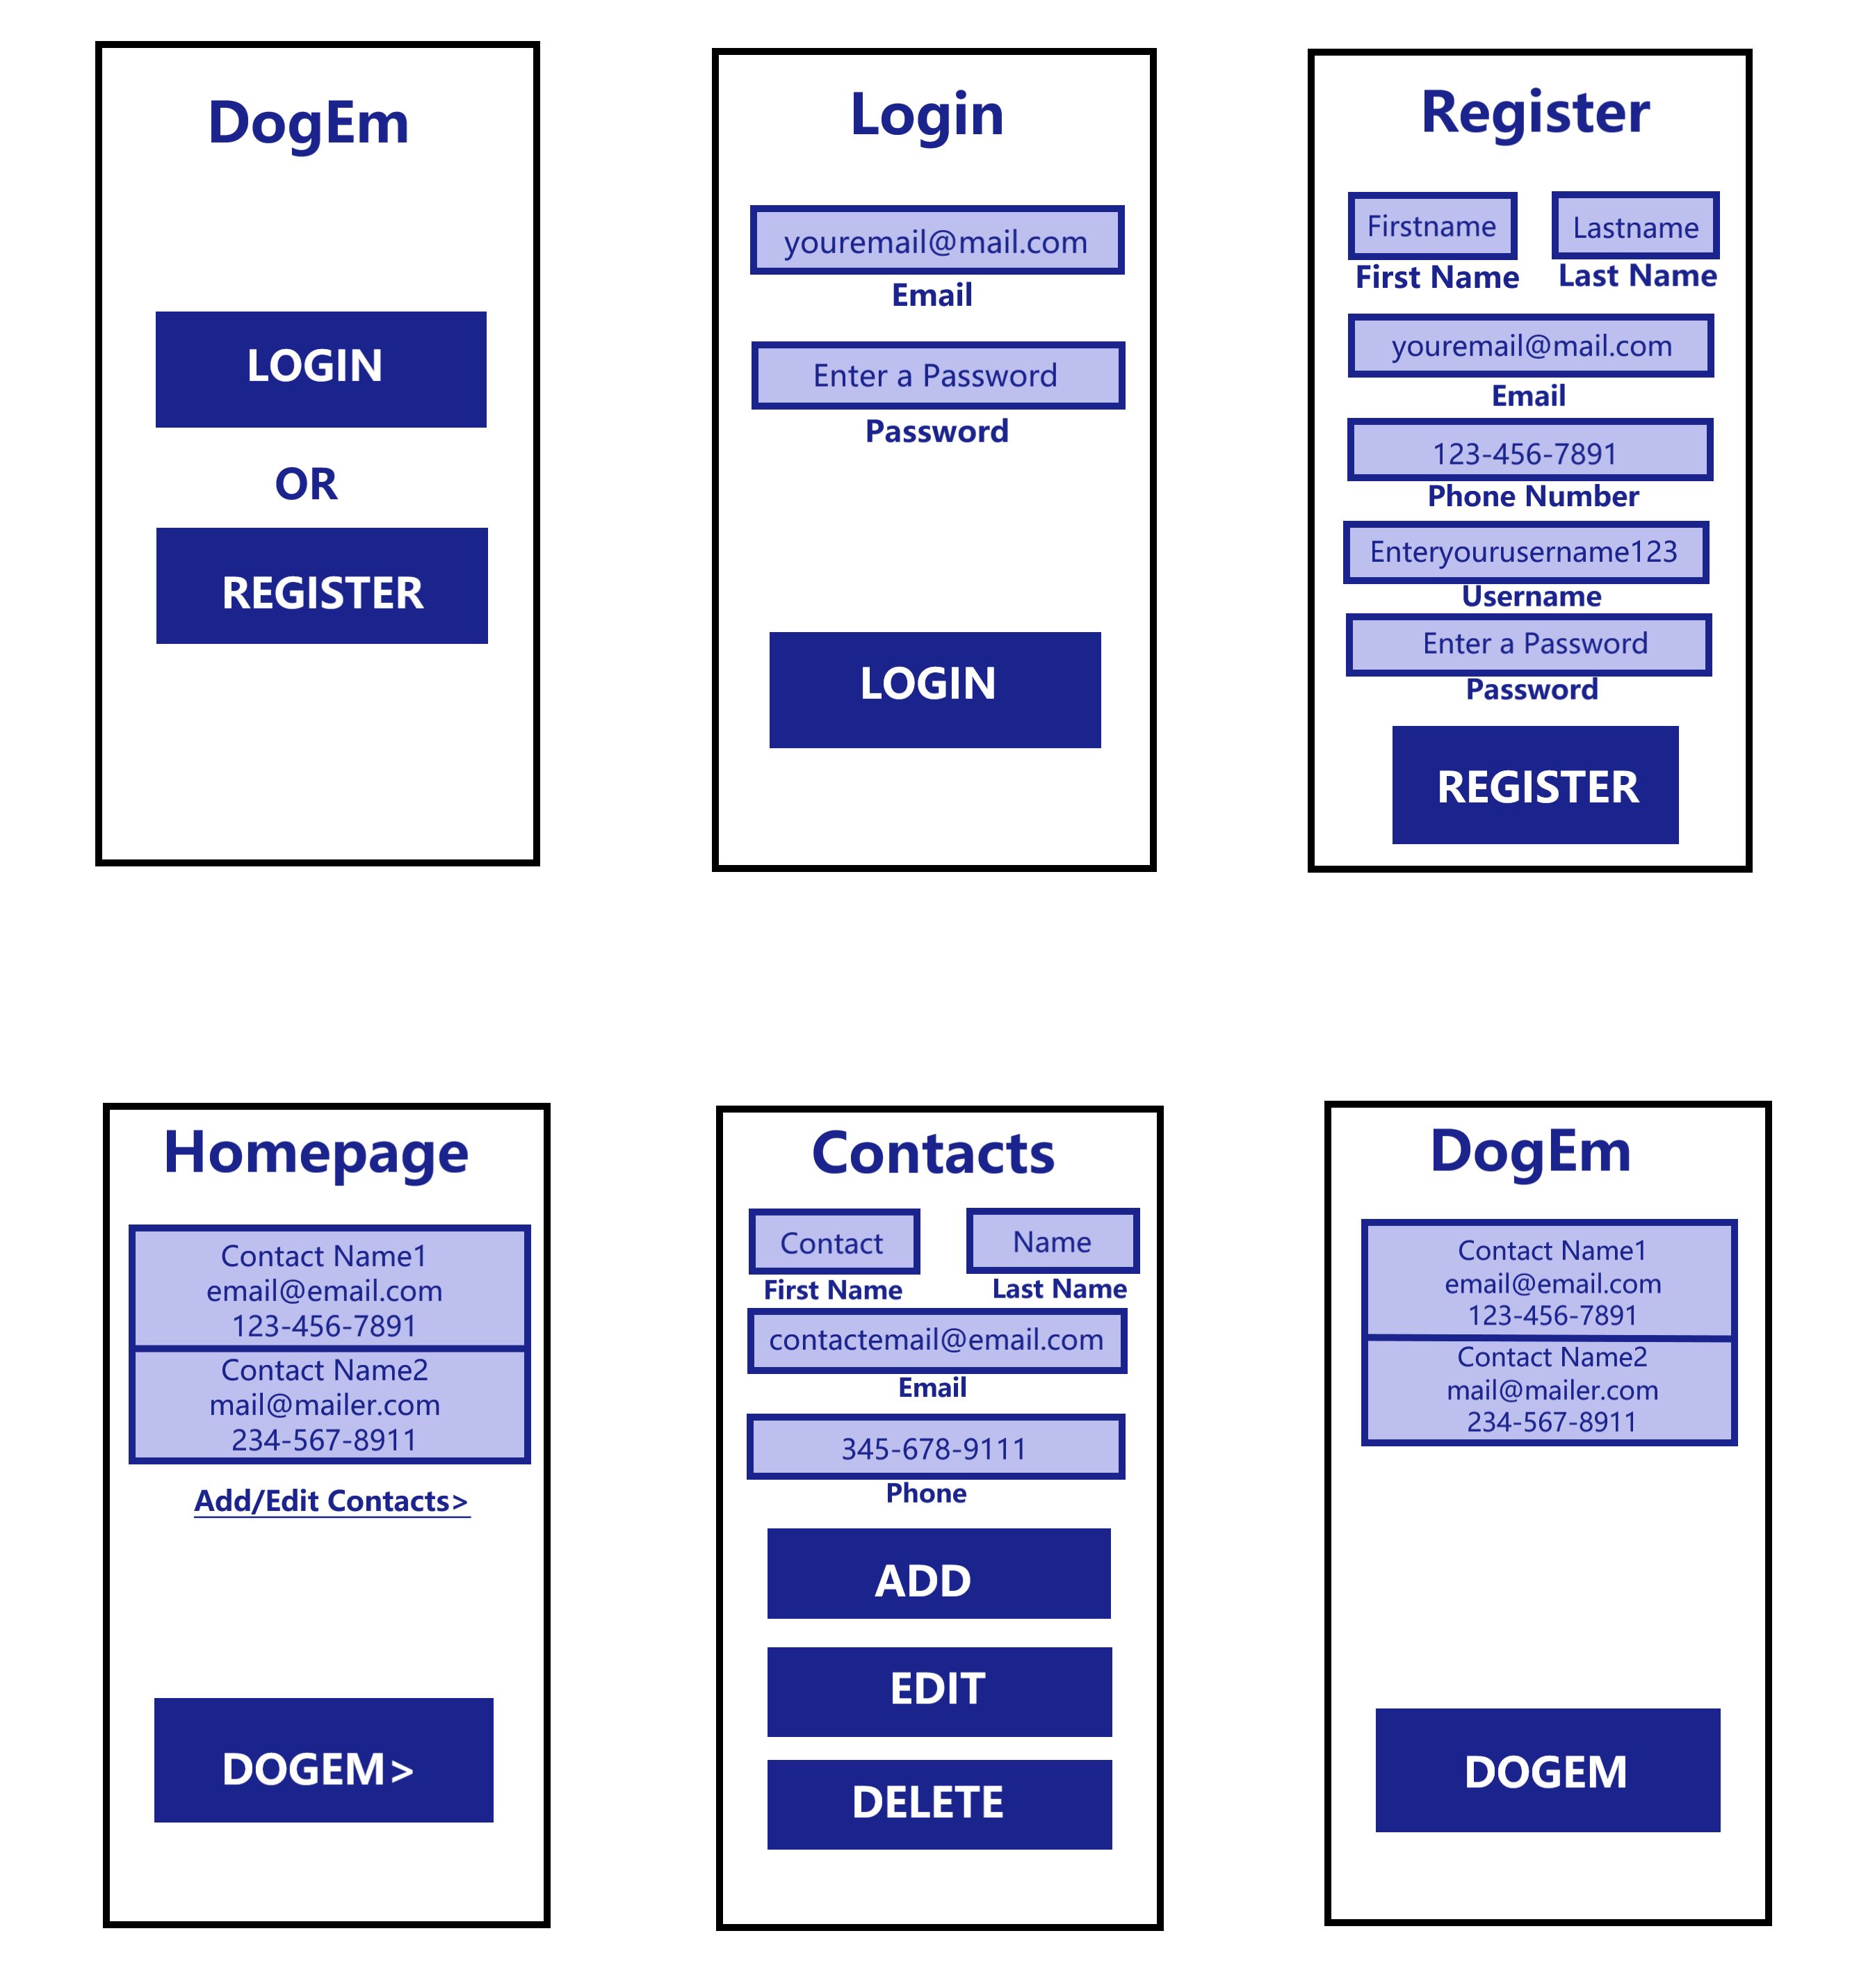 DogEm
LOGIN
OR
REGISTER
Login
youremail@mail.com
Email
Enter a Password
Password
LOGIN
Register
Firstname Lastname
First Name Last Name
youremail@mail.com
Email
123-456-7891
Phone Number
Enteryourusername123
Username
Enter a Password
Password
REGISTER
Homepage
Contact Name1
email@email.com
123-456-7891
Contact Name2
mail@mailer.com
234-567-8911
Add/Edit Contacts>
DOGEM>
Contacts
Contact Name
First Name Last Name
contactemail@email.com
Email
345-678-9111
Phone
ADD
EDIT
DELETE
DogEm
Contact Name1
email@email.com
123-456-7891
Contact Name2
mail@mailer.com
234-567-8911
DOGEM